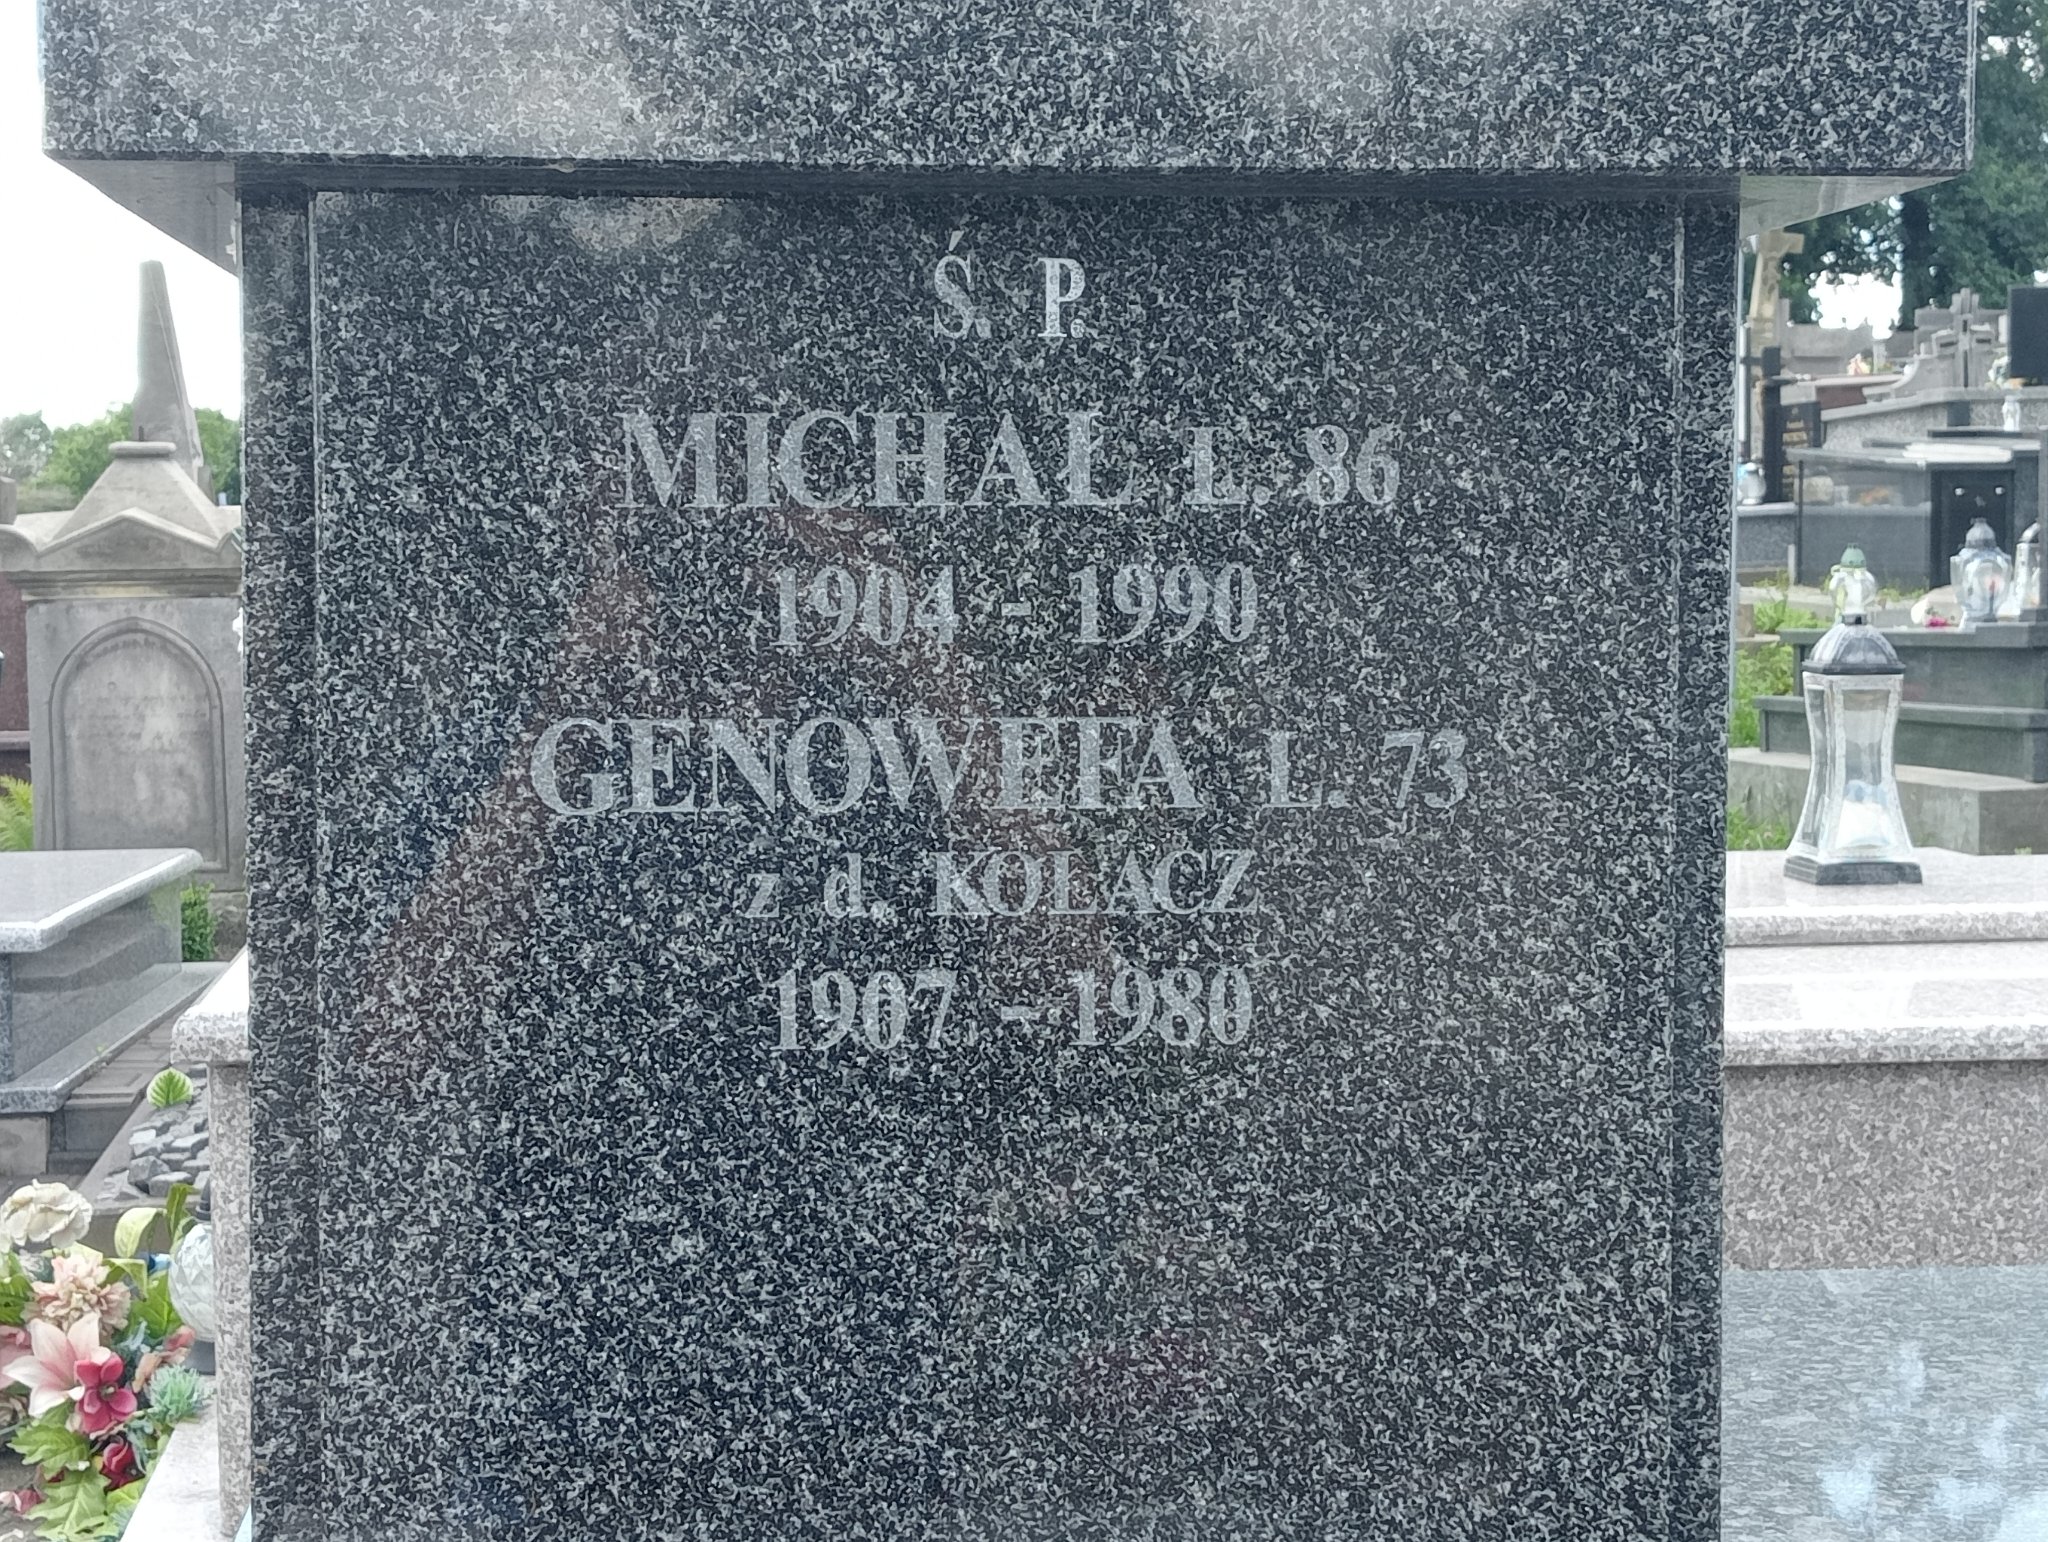 Ś. P.
MICHAŁ L. 86
1904 - 1990
GENOWEFA L. 73
z d. KOŁACZ
1907 - 1980